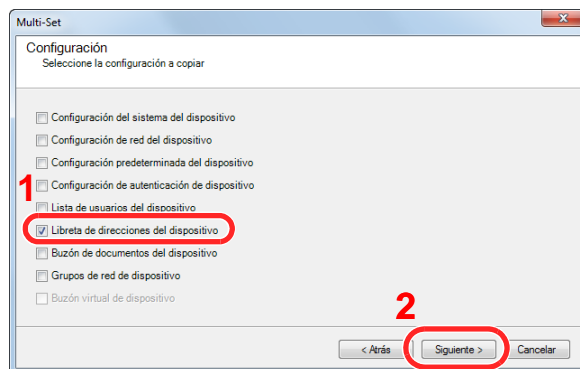 Multi-Set
Configuración
Seleccione la configuración a copiar
Configuración del sistema del dispositivo
Configuración de red del dispositivo
Configuración predeterminada del dispositivo
Configuración de autenticación de dispositivo
1
Lista de usuarios del dispositivo
Libreta de direcciones del dispositivo
Buzón de documentos del dispositivo
Grupos de red de dispositivo
Buzón virtual de dispositivo
2
< Atrás Siguiente > Cancelar